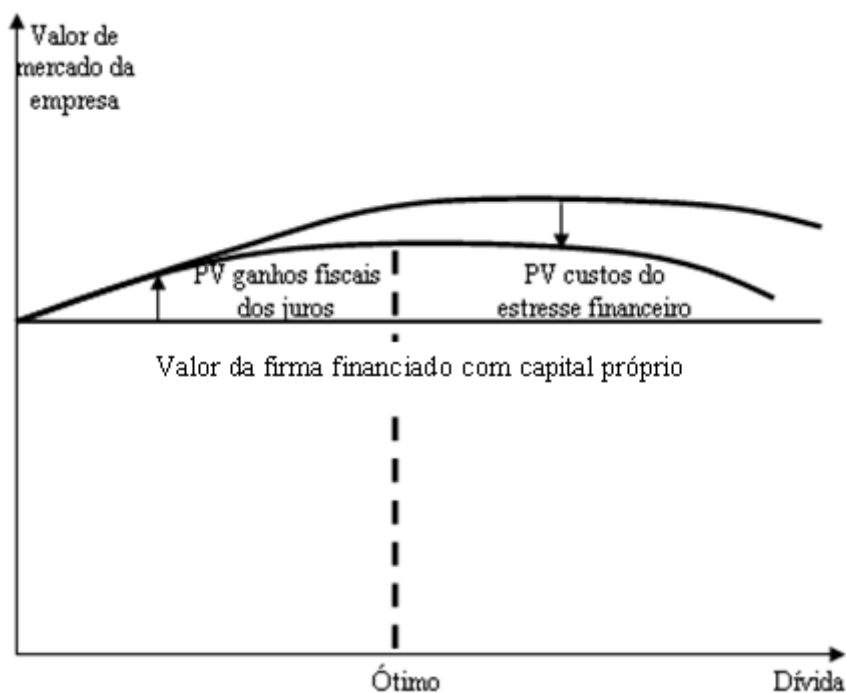 Valor de
mercado da
empresa
PV ganhos fiscais
dos juros
PV custos do
estresse financeiro
Valor da firma financiado com capital próprio
Ótimo
Dívida